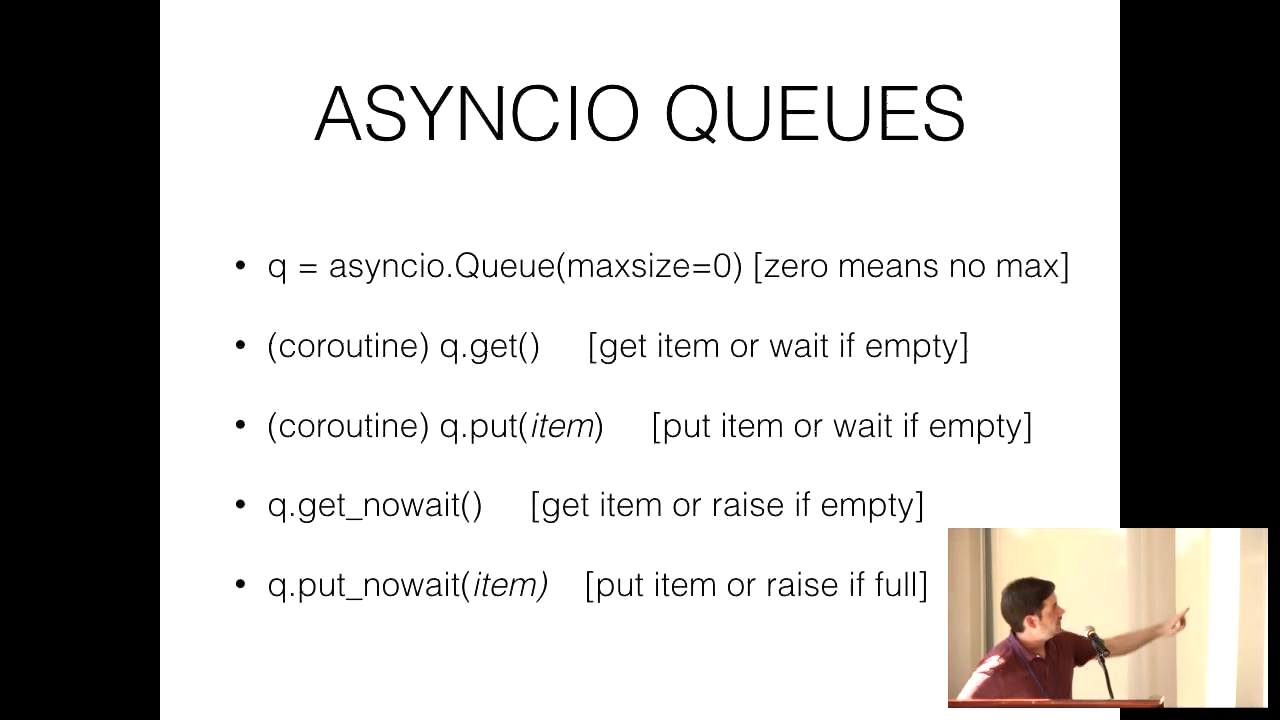 ASYNCIO QUEUES
• q = asyncio.Queue(maxsize=0) [zero means no max]
• (coroutine) q.get() [get item or wait if empty]
• (coroutine) q.put(item) [put item or wait if empty]
• q.get_nowait() [get item or raise if empty]
• q.put_nowait(item) [put item or raise if full]